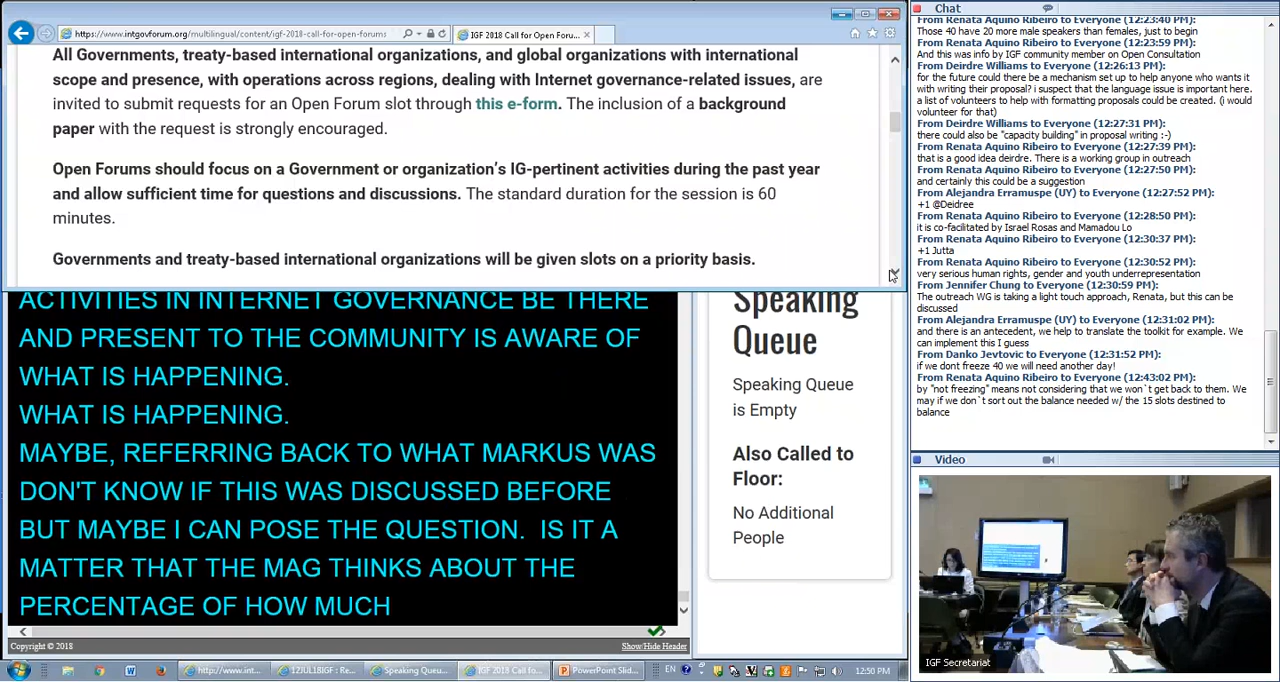 https://www.intgovforum.org/multilingual/content/igf-2018-call-for-open-forums
IGF 2018 Call for Open Foru...
All Governments, treaty-based international organizations, and global organizations with international
scope and presence, with operations across regions, dealing with Internet governance-related issues, are
invited to submit requests for an Open Forum slot through this e-form. The inclusion of a background
paper with the request is strongly encouraged.
Open Forums should focus on a Government or organization's IG-pertinent activities during the past year
and allow sufficient time for questions and discussions. The standard duration for the session is 60
minutes.
Governments and treaty-based international organizations will be given slots on a priority basis.
ACTIVITIES IN INTERNET GOVERNANCE BE THERE
AND PRESENT TO THE COMMUNITY IS AWARE OF
WHAT IS HAPPENING.
WHAT IS HAPPENING.
MAYBE, REFERRING BACK TO WHAT MARKUS WAS
DON'T KNOW IF THIS WAS DISCUSSED BEFORE
BUT MAYBE I CAN POSE THE QUESTION.  IS IT A
MATTER THAT THE MAG THINKS ABOUT THE
PERCENTAGE OF HOW MUCH
Copyright © 2018
Show/Hide Header
Speaking
Queue
Speaking Queue
is Empty
Also Called to
Floor:
No Additional
People
Chat
From Renata Aquino Ribeiro to Everyone (12:23:40 PM):
Those 40 have 20 more male speakers than females, just to
begin
From Renata Aquino Ribeiro to Everyone (12:23:59 PM):
And this was info by IGF community member on Open Consultation
From Deirdre Williams to Everyone (12:26:13 PM):
for the future could there be a mechanism set up to help anyone who wants it
with writing their proposal? i suspect that the language issue is important here.
a list of volunteers to help with formatting proposals could be created. (i would
volunteer for that)
From Deirdre Williams to Everyone (12:27:31 PM):
there could also be "capacity building" in proposal writing :-)
From Renata Aquino Ribeiro to Everyone (12:27:39 PM):
that is a good idea deirdre. There is a working group in outreach
From Renata Aquino Ribeiro to Everyone (12:27:50 PM):
and certainly this could be a suggestion
From Alejandra Erramuspe (UY) to Everyone (12:27:52 PM):
+1 @Deidree
From Renata Aquino Ribeiro to Everyone (12:28:50 PM):
it is co-facilitated by Israel Rosas and Mamadou Lo
From Renata Aquino Ribeiro to Everyone (12:30:37 PM):
+1 Jutta
From Renata Aquino Ribeiro to Everyone (12:30:52 PM):
very serious human rights, gender and youth underrepresentation
From Jennifer Chung to Everyone (12:30:59 PM):
The outreach WG is taking a light touch approach, Renata, but this can be
discussed
From Alejandra Erramuspe (UY) to Everyone (12:31:02 PM):
and there is an antecedent, we help to translate the toolkit for example. We
can implement this I guess
From Danko Jevtovic to Everyone (12:31:52 PM):
if we dont freeze 40 we will need another day!
From Renata Aquino Ribeiro to Everyone (12:43:02 PM):
by "not freezing" means not considering that we won`t get back to them. We
may if we don`t sort out the balance needed w/ the 15 slots destined to
balance
Video
IGF Secretariat
http://www.int...
12JUL1BIGF : Re...
Speaking Queu...
IGF 2018 Call fo...
PowerPoint Slid...
EN
12:50 PM